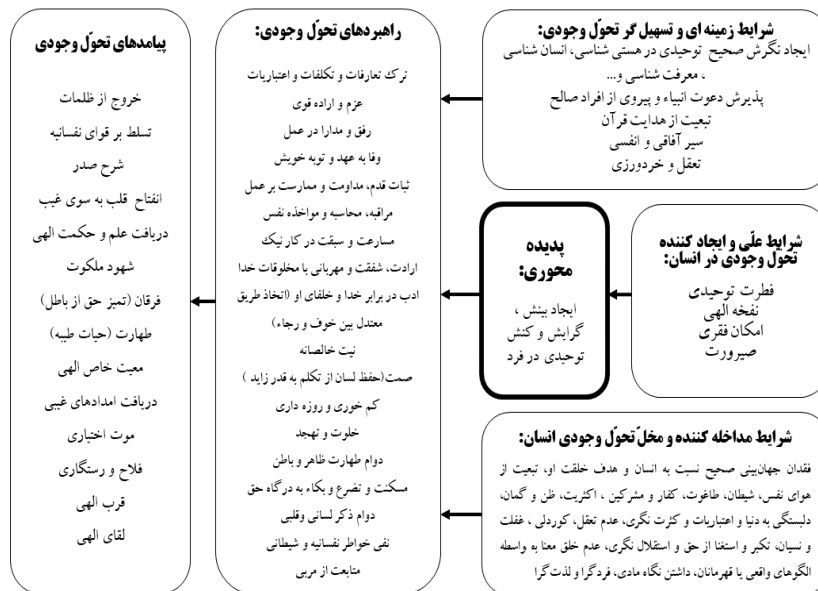 شرایط زمینه ای و تسهیل گر تحوّل وجودی:
ایجاد نگرش صحیح توحیدی در هستی شناسی، انسان شناسی
، معرفت شناسی و...
پذیرش دعوت انبیاء و پیروی از افراد صالح
تبعیت از هدایت قرآن
سیر آفاقی و انفسی
تعقل و خردورزی
شرایط علّی و ایجاد کننده
تحوّل وجودی در انسان:
فطرت توحیدی
نفخه الهی
امکان فقری
صیرورت
شرایط مداخله کننده و مخلّ تحوّل وجودی انسان:
فقدان جهان‌بینی صحیح نسبت به انسان و هدف خلقت او، تبعیت از
هوای نفس، شیطان، طاغوت، کفار و مشرکین ، اکثریت، ظن و گمان،
دلبستگی به دنیا و اعتباریات و کثرت نگری، عدم تعقل، کوردلی ، غفلت
و نسیان، تکبر و استغنا از حق و استقلال نگری، عدم خلق معنا به واسطه
الگوهای واقعی یا قهرمانان، داشتن نگاه مادی، فردگرا و لذت‌گرا
پدیده
محوری:
ایجاد بینش ،
گرایش و کنش
توحیدی در فرد
راهبردهای تحوّل وجودی:
ترک تعارفات و تکلفات و اعتباریات
عزم و اراده قوی
رفق و مدارا در عمل
وفا به عهد و توبه خویش
ثبات قدم، مداومت و ممارست بر عمل
مراقبه، محاسبه و مواخذه نفس
مسارعت و سبقت در کار نیک
ارادت، شفقت و مهربانی با مخلوقات خدا
ادب در برابر خدا و خلفای او (اتخاذ طریق
معتدل بین خوف و رجاء)
نیت خالصانه
صمت(حفظ لسان از تکلم به قدر زاید )
کم خوری و روزه داری
خلوت و تهجد
دوام طهارت ظاهر و باطن
مسکنت و تضرع و بکاء به درگاه حق
دوام ذکر لسانی وقلبی
نفی خواطر نفسانیه و شیطانی
متابعت از مربی
پیامدهای تحوّل وجودی
خروج از ظلمات
تسلط بر قوای نفسانیه
شرح صدر
انفتاح قلب به سوی غیب
دریافت علم و حکمت الهی
شهود ملکوت
فرقان (تمیز حق از باطل)
طهارت (حیات طیبه)
معیت خاص الهی
دریافت امدادهای غیبی
موت اختیاری
فلاح و رستگاری
قرب الهی
لقای الهی